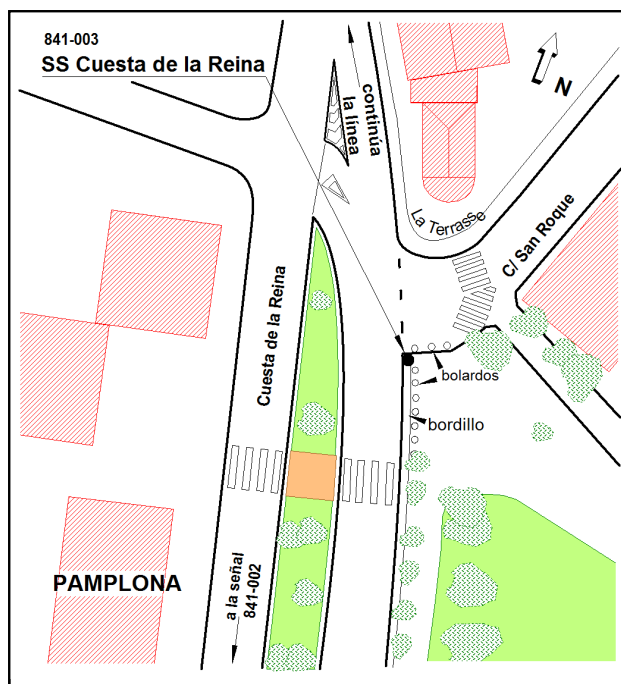 841-003
SS Cuesta de la Reina
continúa
la línea
N
La Terrasse
C/ San Roque
Cuesta de la Reina
bolardos
bordillo
PAMPLONA
a la señal
841-002